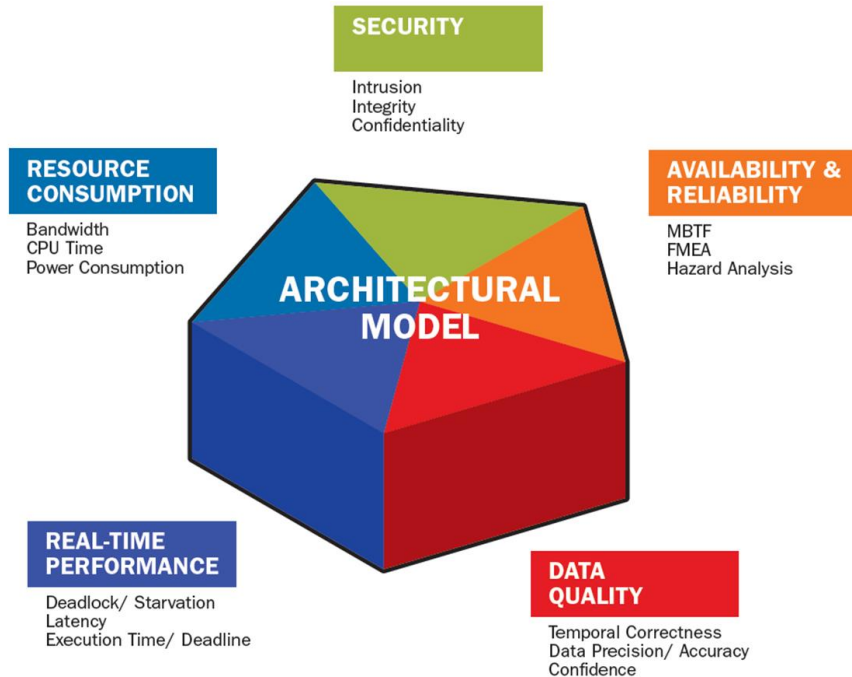 SECURITY
Intrusion
Integrity
Confidentiality
RESOURCE
CONSUMPTION
Bandwidth
CPU Time
Power Consumption
AVAILABILITY &
RELIABILITY
MBTF
FMEA
Hazard Analysis
ARCHITECTURAL
MODEL
REAL-TIME
PERFORMANCE
Deadlock/ Starvation
Latency
Execution Time/ Deadline
DATA
QUALITY
Temporal Correctness
Data Precision/ Accuracy
Confidence